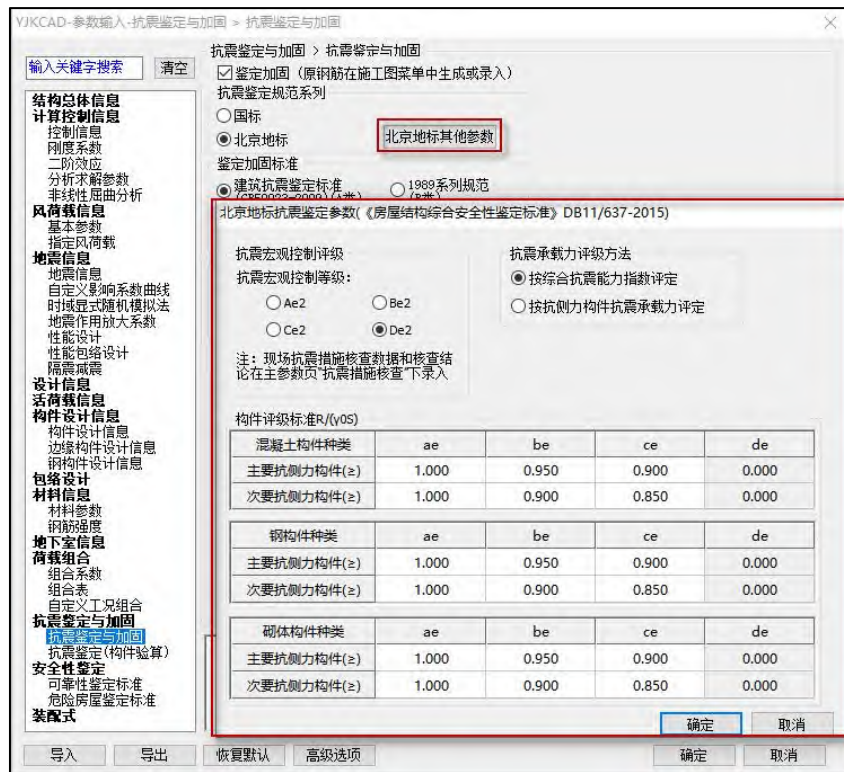 YJKCAD-参数输入-抗震鉴定与加固 > 抗震鉴定与加固
输入关键字搜索 清空
结构总体信息
计算控制信息
控制信息
刚度系数
二阶效应
分析求解参数
非线性屈曲分析
风荷载信息
基本参数
指定风荷载
地震信息
地震信息
自定义影响系数曲线
时域显式随机模拟法
地震作用放大系数
性能设计
性能包络设计
隔震减震
设计信息
活荷载信息
构件设计信息
构件设计信息
边缘构件设计信息
钢构件设计信息
包络设计
材料信息
材料参数
钢筋强度
地下室信息
荷载组合
组合系数
组合表
自定义工况组合
抗震鉴定与加固
抗震鉴定与加固
抗震鉴定(构件验算)
安全性鉴定
可靠性鉴定标准
危险房屋鉴定标准
装配式
抗震鉴定与加固 > 抗震鉴定与加固
鉴定加固（原钢筋在施工图菜单中生成或录入）
抗震鉴定规范系列
国标
北京地标 北京地标其他参数
鉴定加固标准
建筑抗震鉴定标准 1989系列规范
北京地标抗震鉴定参数(《房屋结构综合安全性鉴定标准》DB11/637-2015)
抗震宏观控制评级
抗震宏观控制等级:
Ae2 Be2
Ce2 De2
注: 现场抗震措施核查数据和核查结
论在主参数页"抗震措施核查"下录入
抗震承载力评级方法
按综合抗震能力指数评定
按抗侧力构件抗震承载力评定
构件评级标准R/(γ0S)
混凝土构件种类 ae be ce de
主要抗侧力构件(≥) 1.000 0.950 0.900 0.000
次要抗侧力构件(≥) 1.000 0.900 0.850 0.000
钢构件种类 ae be ce de
主要抗侧力构件(≥) 1.000 0.950 0.900 0.000
次要抗侧力构件(≥) 1.000 0.900 0.850 0.000
砌体构件种类 ae be ce de
主要抗侧力构件(≥) 1.000 0.950 0.900 0.000
次要抗侧力构件(≥) 1.000 0.900 0.850 0.000
确定 取消
导入 导出 恢复默认 高级选项 确定 取消